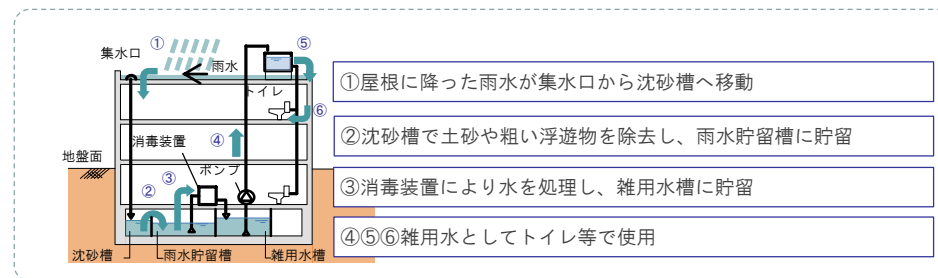 ①
⑤
集水口
雨水
①屋根に降った雨水が集水口から沈砂槽へ移動
トイレ
⑥
②沈砂槽で土砂や粗い浮遊物を除去し、雨水貯留槽に貯留
消毒装置
④
地盤面
ポンプ
③
②
③消毒装置により水を処理し、雑用水槽に貯留
④⑤⑥雑用水としてトイレ等で使用
沈砂槽
雨水貯留槽
雑用水槽